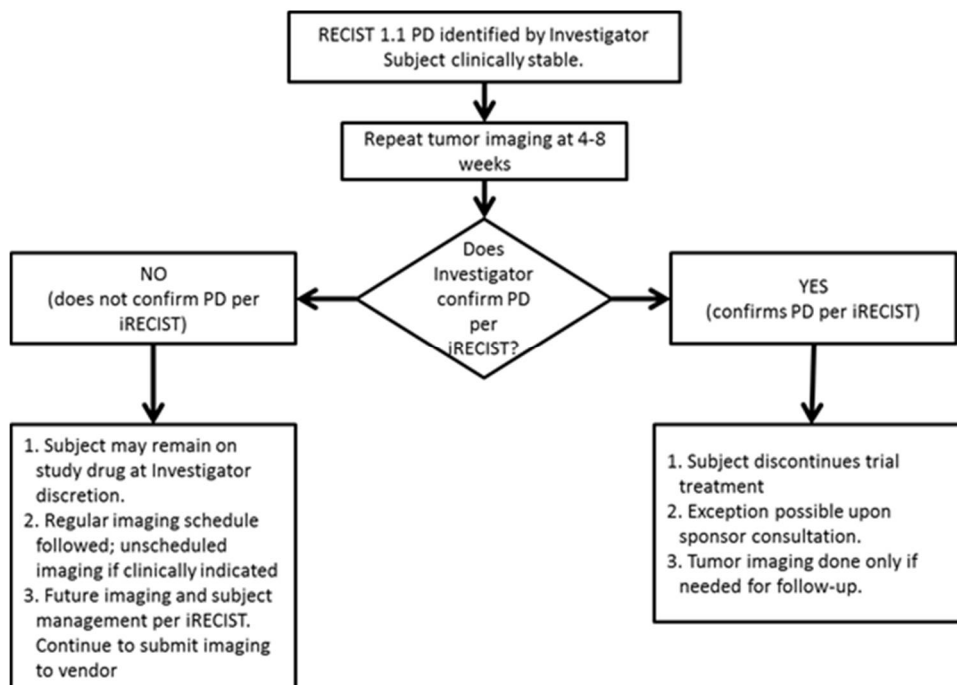 RECIST 1.1 PD identified by Investigator
Subject clinically stable.
Repeat tumor imaging at 4-8
weeks
Does
Investigator
confirm PD
per
iRECIST?
NO
(does not confirm PD per
iRECIST)
YES
(confirms PD per iRECIST)
1. Subject may remain on
study drug at Investigator
discretion.
2. Regular imaging schedule
followed; unscheduled
imaging if clinically indicated
3. Future imaging and subject
management per iRECIST.
Continue to submit imaging
to vendor
1. Subject discontinues trial
treatment
2. Exception possible upon
sponsor consultation.
3. Tumor imaging done only if
needed for follow-up.